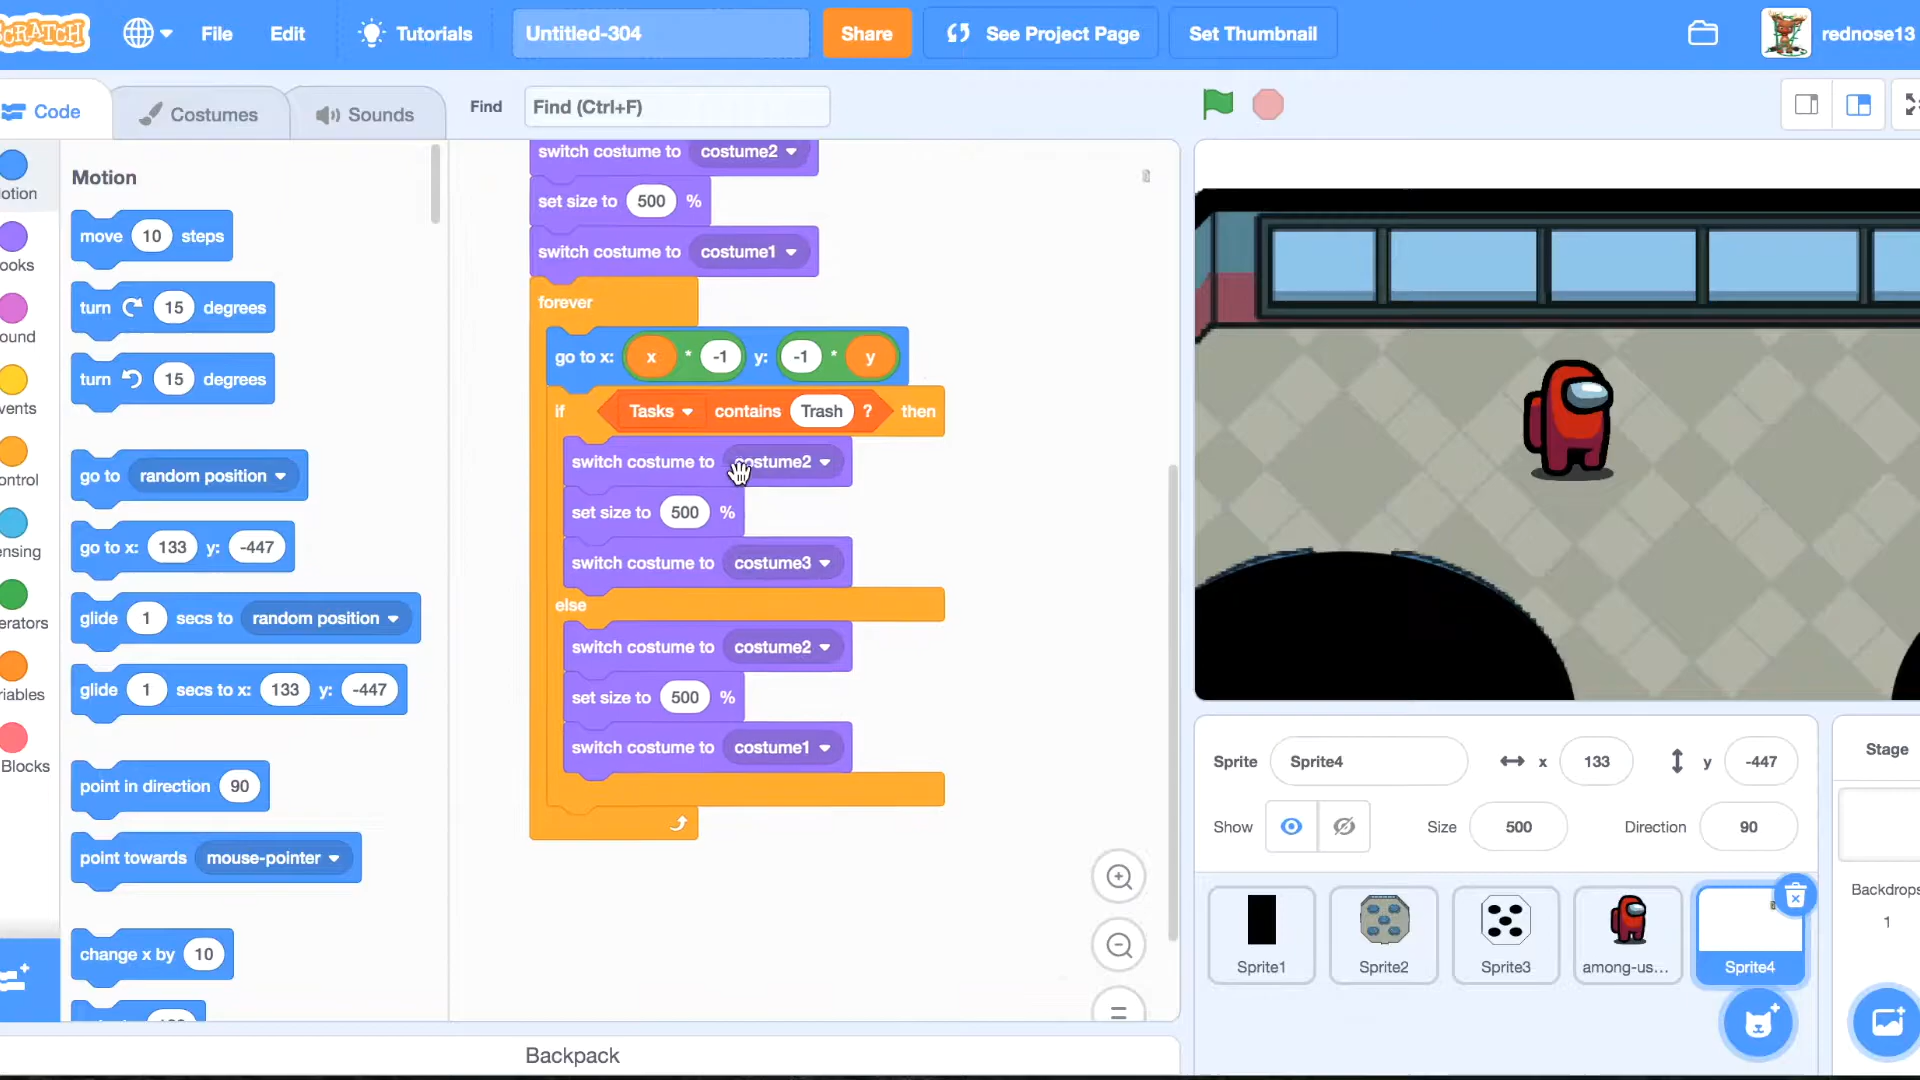 SCRATCH
File
Edit
Tutorials
Untitled-304
Share
See Project Page
Set Thumbnail
rednose13
Code
Costumes
Sounds
Find
Find (Ctrl+F)
otion
ooks
ound
vents
ontrol
ensing
erators
riables
Blocks
Motion
move 10 steps
turn 15 degrees
turn 15 degrees
go to random position
go to x: 133 y: -447
glide 1 secs to random position
glide 1 secs to x: 133 y: -447
point in direction 90
point towards mouse-pointer
change x by 10
switch costume to costume2
set size to 500 %
switch costume to costume1
forever
go to x: x * -1 y: -1 * y
if Tasks contains Trash ? then
switch costume to costume2
set size to 500 %
switch costume to costume3
else
switch costume to costume2
set size to 500 %
switch costume to costume1
Backpack
Sprite Sprite4 x 133 y -447
Show Size 500 Direction 90
Sprite1
Sprite2
Sprite3
among-us...
Sprite4
Stage
Backdrops
1